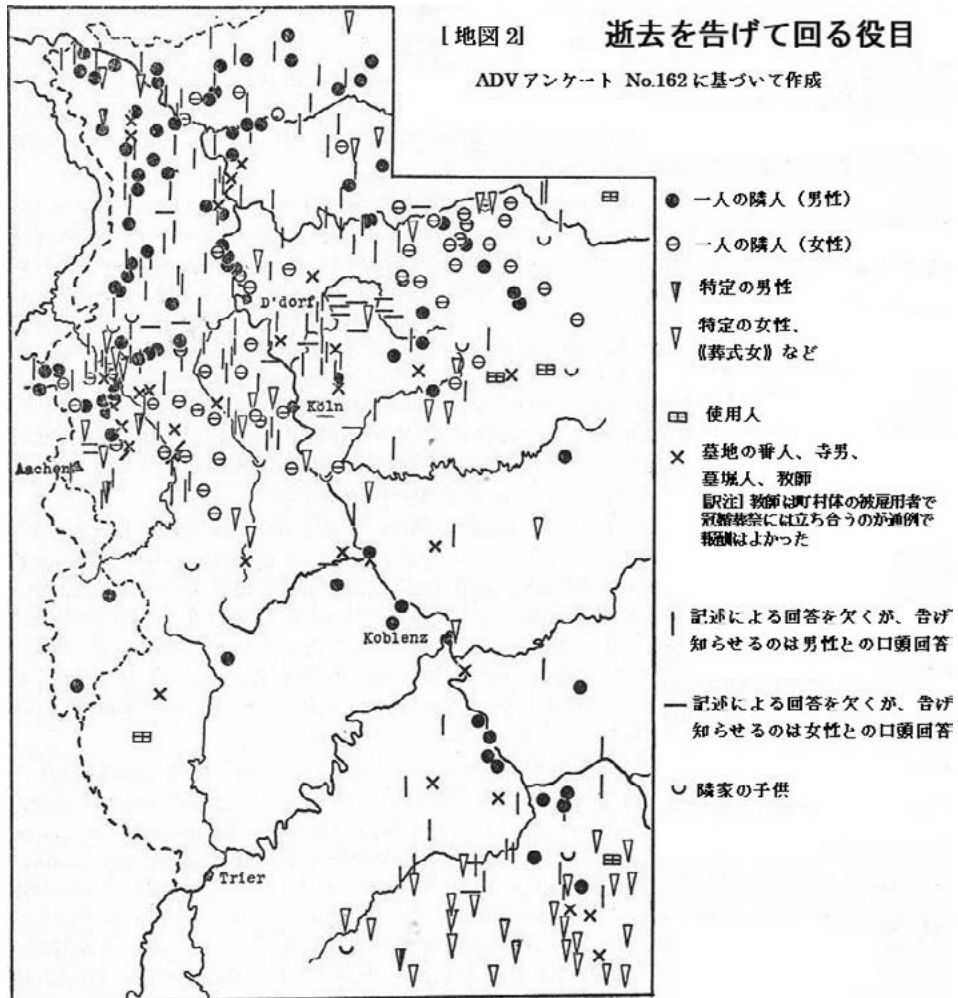 [地図2] 逝去を告げて回る役目
ADVアンケート No.162に基づいて作成
一人の隣人（男性）
一人の隣人（女性）
特定の男性
特定の女性、
《葬式女》など
使用人
墓地の番人、寺男、
墓堀人、教師
[訳注] 教師は町村体の被雇用者で
冠婚葬祭には立ち合うのが通例で
報酬はよかった
記述による回答を欠くが、告げ
知らせるのは男性との口頭回答
記述による回答を欠くが、告げ
知らせるのは女性との口頭回答
隣家の子供
D'dorf
Köln
Aachen
Koblenz
Trier